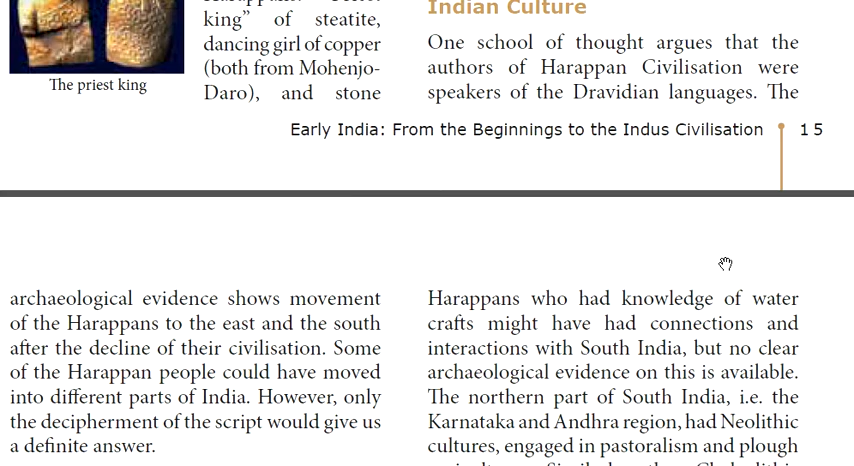 king” of steatite,
dancing girl of copper
(both from Mohenjo-
Daro), and stone
The priest king
Indian Culture
One school of thought argues that the
authors of Harappan Civilisation were
speakers of the Dravidian languages. The
Early India: From the Beginnings to the Indus Civilisation 15
archaeological evidence shows movement
of the Harappans to the east and the south
after the decline of their civilisation. Some
of the Harappan people could have moved
into different parts of India. However, only
the decipherment of the script would give us
a definite answer.
Harappans who had knowledge of water
crafts might have had connections and
interactions with South India, but no clear
archaeological evidence on this is available.
The northern part of South India, i.e. the
Karnataka and Andhra region, had Neolithic
cultures, engaged in pastoralism and plough